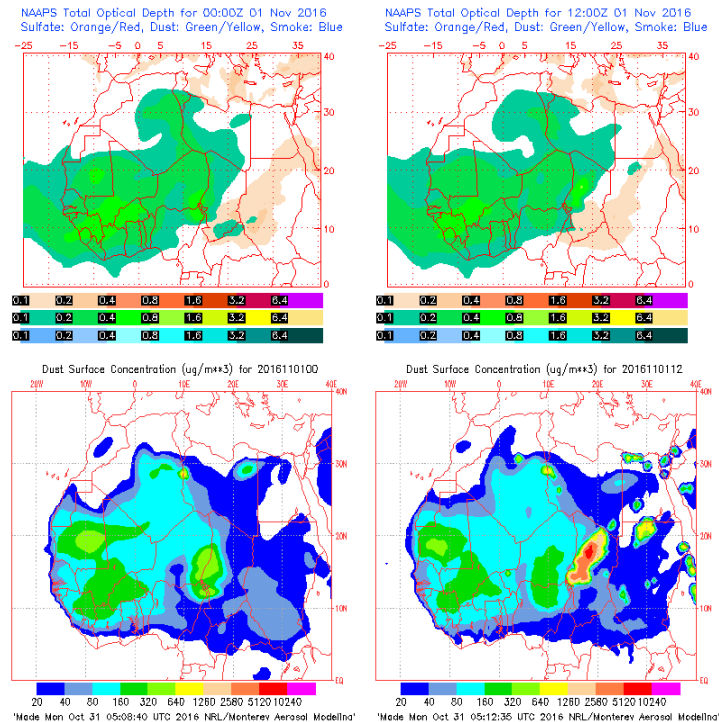 NAAPS Total Optical Depth for 00:00Z 01 Nov 2016
Sulfate: Orange/Red, Dust: Green/Yellow, Smoke: Blue
-25 -15 -5 5 15 25 35
40
30
20
10
0
0.1 0.2 0.4 0.8 1.6 3.2 6.4
0.1 0.2 0.4 0.8 1.6 3.2 6.4
0.1 0.2 0.4 0.8 1.6 3.2 6.4
NAAPS Total Optical Depth for 12:00Z 01 Nov 2016
Sulfate: Orange/Red, Dust: Green/Yellow, Smoke: Blue
-25 -15 -5 5 15 25 35
40
30
20
10
0
0.1 0.2 0.4 0.8 1.6 3.2 6.4
0.1 0.2 0.4 0.8 1.6 3.2 6.4
0.1 0.2 0.4 0.8 1.6 3.2 6.4
Dust Surface Concentration (ug/m**3) for 2016110100
20W 10W 0 10E 20E 30E 40E
40N
30N
20N
10N
EQ
20 40 80 160 320 640 1280 2580 5120 10240
'Made Mon Oct 31 05:08:40 UTC 2016 NRL/Monterey Aerosol Modelling'
Dust Surface Concentration (ug/m**3) for 2016110112
20W 10W 0 10E 20E 30E 40E
40N
30N
20N
10N
EQ
20 40 80 160 320 640 1280 2580 5120 10240
'Made Mon Oct 31 05:12:35 UTC 2016 NRL/Monterey Aerosol Modelling'